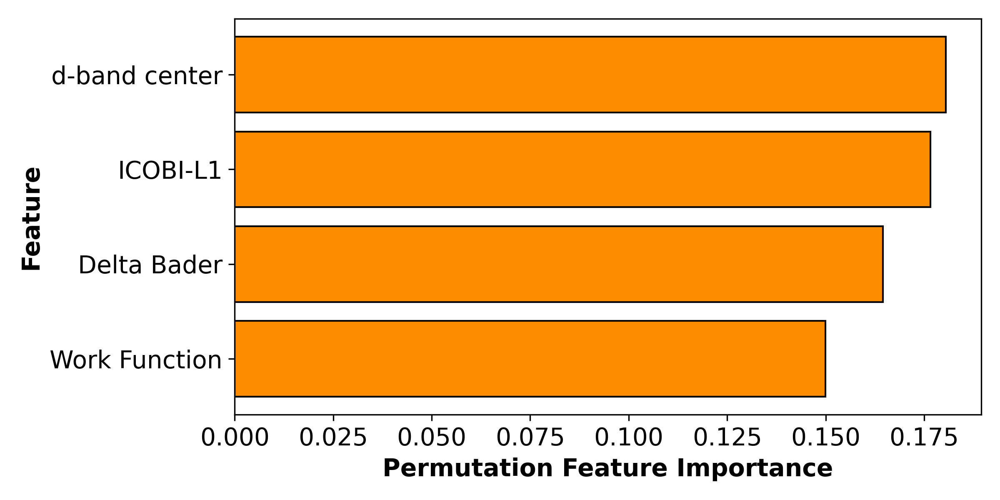 d-band center
ICOBI-L1
Delta Bader
Work Function
Feature
0.000 0.025 0.050 0.075 0.100 0.125 0.150 0.175
Permutation Feature Importance